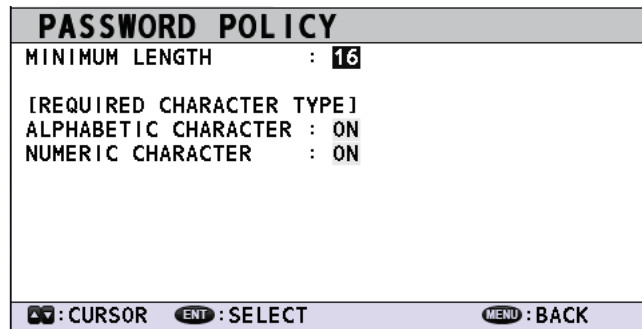 PASSWORD POLICY
MINIMUM LENGTH : 16
[REQUIRED CHARACTER TYPE]
ALPHABETIC CHARACTER : ON
NUMERIC CHARACTER : ON
▲▼:CURSOR ENT:SELECT MENU:BACK